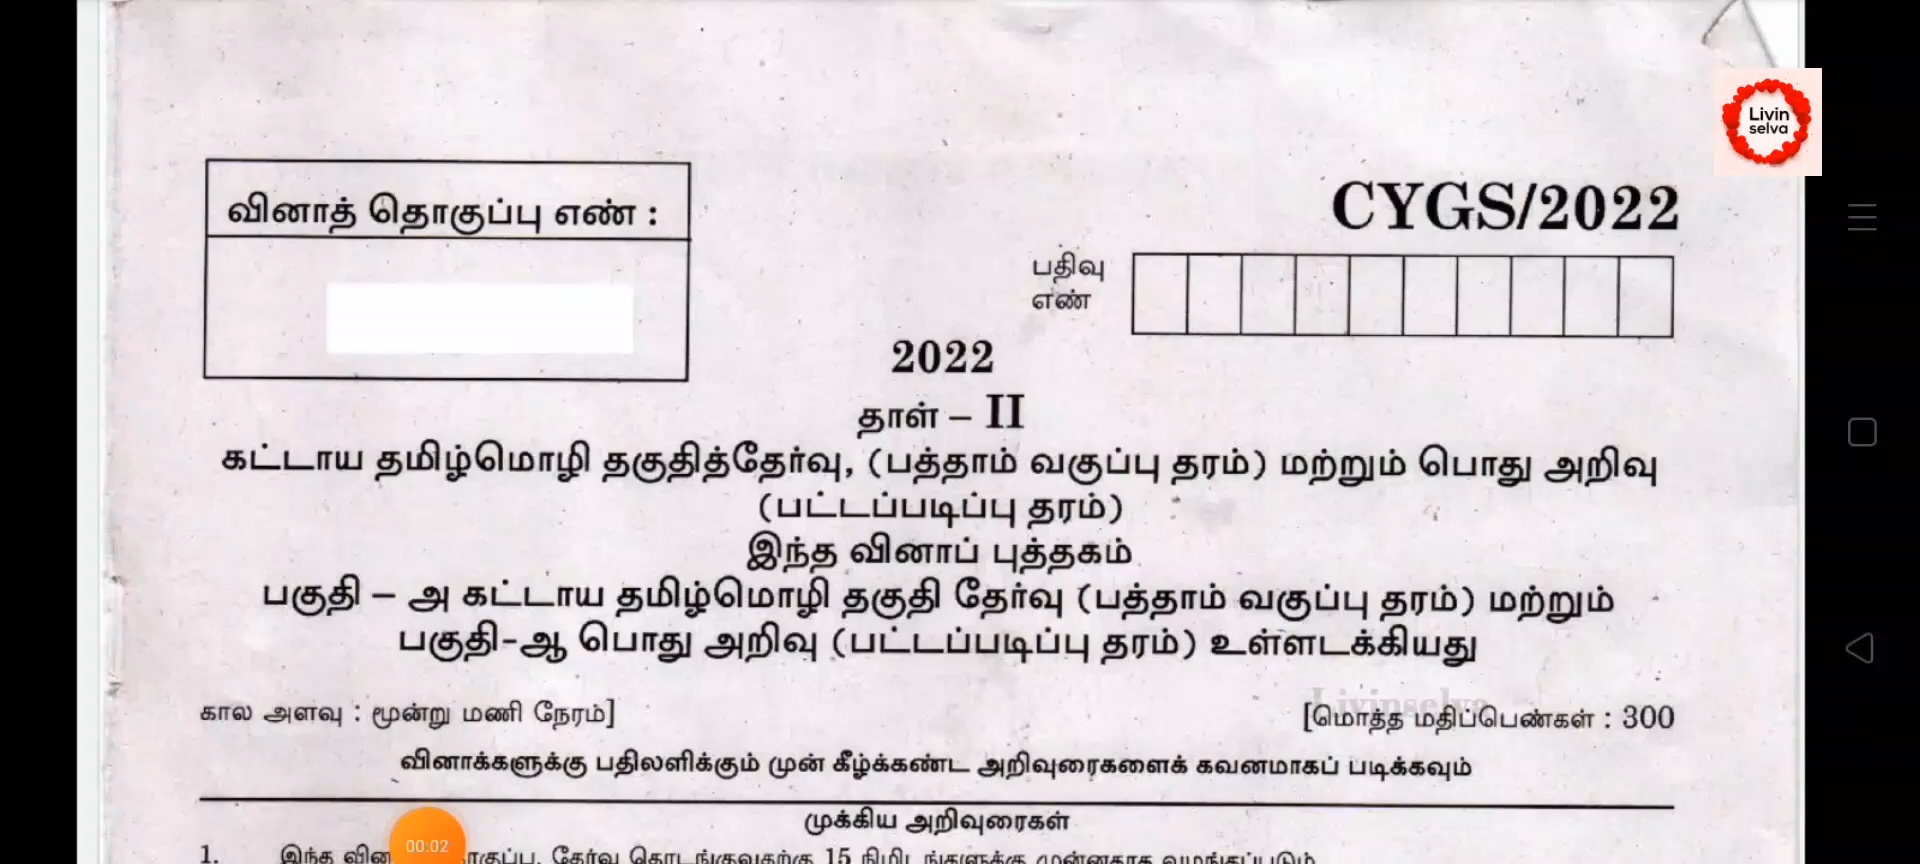 Livin
selva
வினாத் தொகுப்பு எண் :
CYGS/2022
பதிவு
எண்
2022
தாள் – II
கட்டாய தமிழ்மொழி தகுதித்தேர்வு, (பத்தாம் வகுப்பு தரம்) மற்றும் பொது அறிவு
(பட்டப்படிப்பு தரம்)
இந்த வினாப் புத்தகம்
பகுதி – அ கட்டாய தமிழ்மொழி தகுதி தேர்வு (பத்தாம் வகுப்பு தரம்) மற்றும்
பகுதி-ஆ பொது அறிவு (பட்டப்படிப்பு தரம்) உள்ளடக்கியது
Livinselva
கால அளவு : மூன்று மணி நேரம்]
[மொத்த மதிப்பெண்கள் : 300
வினாக்களுக்கு பதிலளிக்கும் முன் கீழ்க்கண்ட அறிவுரைகளைக் கவனமாகப் படிக்கவும்
முக்கிய அறிவுரைகள்
00:02
1. இந்த தேர்வு தொடங்குவதற்கு 15 நிமிடங்களுக்கு முன்னதாக வழங்கப்படும்